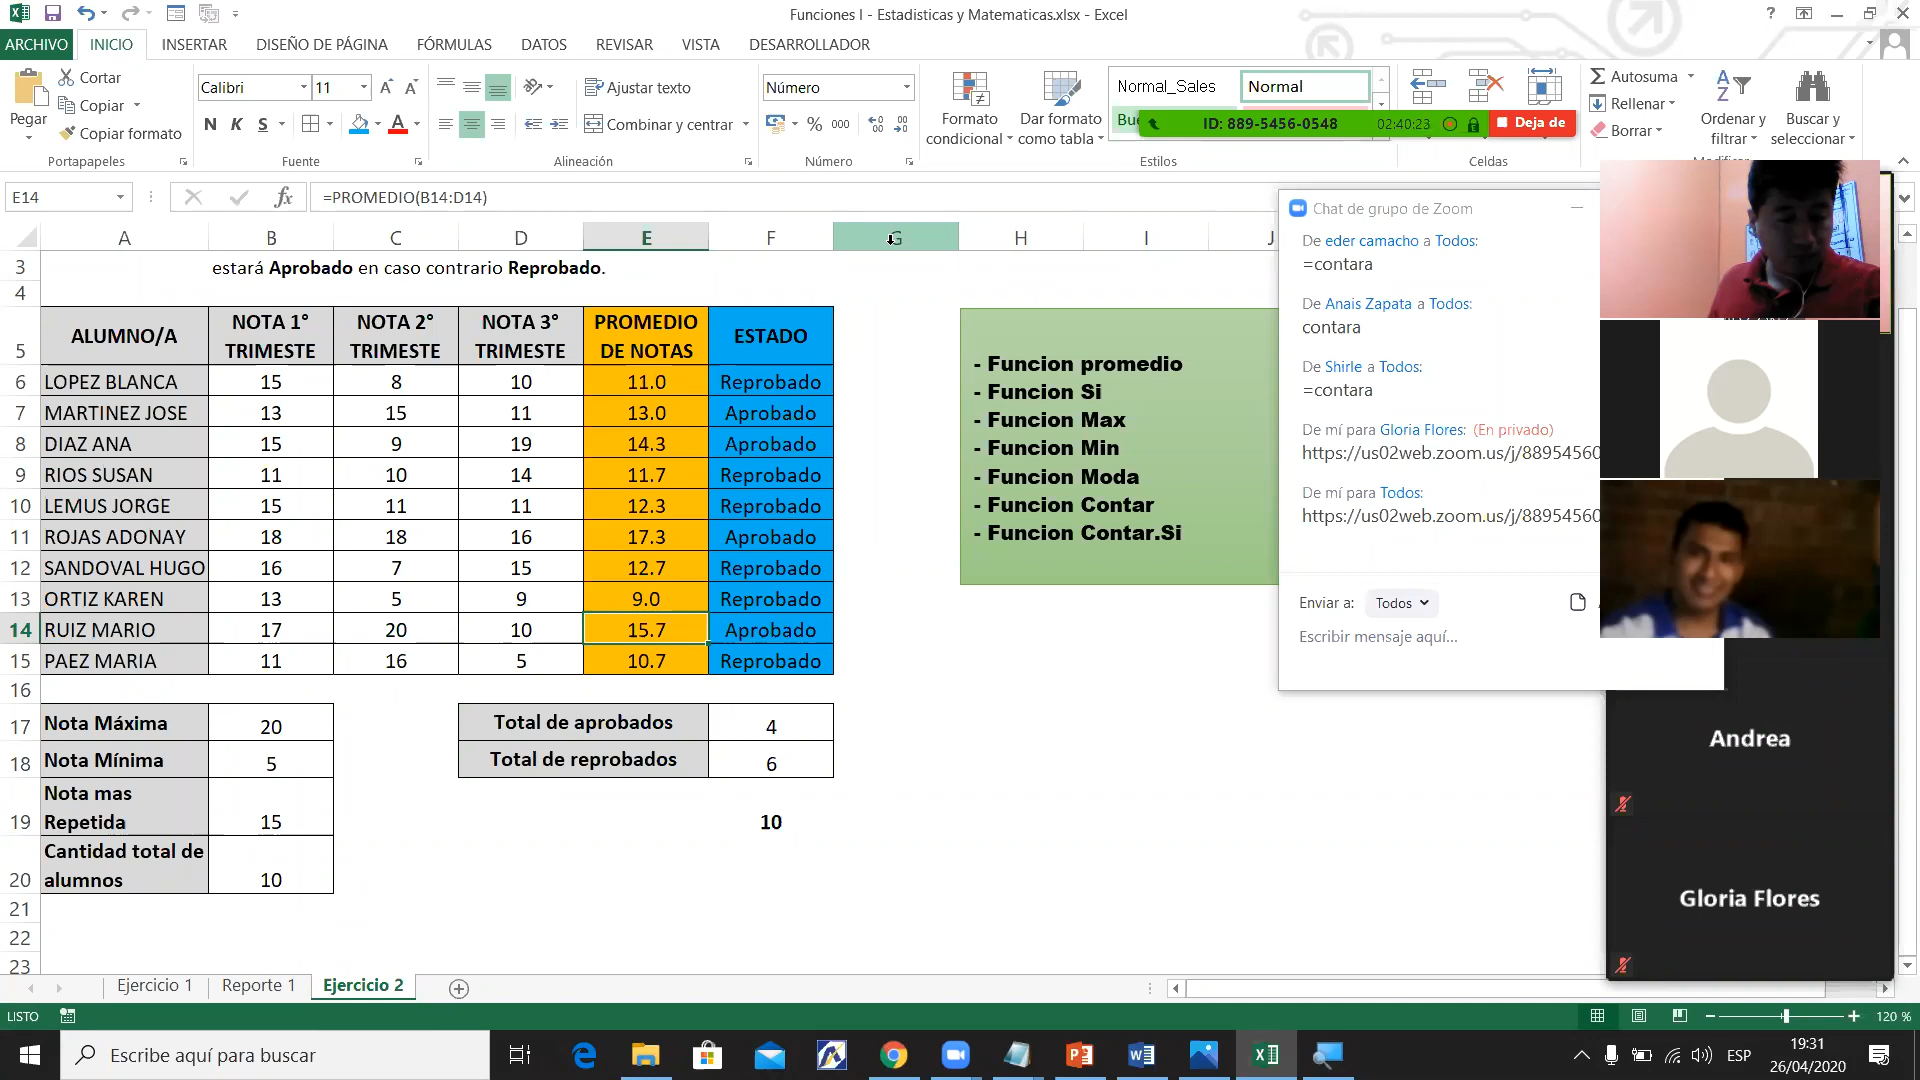 Funciones I - Estadisticas y Matematicas.xlsx - Excel
ARCHIVO INICIO INSERTAR DISEÑO DE PÁGINA FÓRMULAS DATOS REVISAR VISTA DESARROLLADOR
Pegar
Cortar
Copiar
Copiar formato
Portapapeles
Calibri 11
N K S
Fuente
Ajustar texto
Combinar y centrar
Alineación
Número
% 000
Número
Formato condicional
Dar formato como tabla
Normal_Sales Normal
Bue
Estilos
ID: 889-5456-0548 02:40:23 Deja de
Celdas
Autosuma
Rellenar
Borrar
Ordenar y filtrar
Buscar y seleccionar
E14 fx =PROMEDIO(B14:D14)
A B C D E F G H I J
3 estará Aprobado en caso contrario Reprobado.
4
5 ALUMNO/A NOTA 1° TRIMESTE NOTA 2° TRIMESTE NOTA 3° TRIMESTE PROMEDIO DE NOTAS ESTADO
6 LOPEZ BLANCA 15 8 10 11.0 Reprobado
7 MARTINEZ JOSE 13 15 11 13.0 Aprobado
8 DIAZ ANA 15 9 19 14.3 Aprobado
9 RIOS SUSAN 11 10 14 11.7 Reprobado
10 LEMUS JORGE 15 11 11 12.3 Reprobado
11 ROJAS ADONAY 18 18 16 17.3 Aprobado
12 SANDOVAL HUGO 16 7 15 12.7 Reprobado
13 ORTIZ KAREN 13 5 9 9.0 Reprobado
14 RUIZ MARIO 17 20 10 15.7 Aprobado
15 PAEZ MARIA 11 16 5 10.7 Reprobado
16
17 Nota Máxima 20 Total de aprobados 4
18 Nota Mínima 5 Total de reprobados 6
19 Nota mas Repetida 15 10
20 Cantidad total de alumnos 10
21
22
23
- Funcion promedio
- Funcion Si
- Funcion Max
- Funcion Min
- Funcion Moda
- Funcion Contar
- Funcion Contar.Si
Chat de grupo de Zoom
De eder camacho a Todos:
=contara
De Anais Zapata a Todos:
contara
De Shirle a Todos:
=contara
De mí para Gloria Flores: (En privado)
https://us02web.zoom.us/j/88954560
De mí para Todos:
https://us02web.zoom.us/j/88954560
Enviar a: Todos
Escribir mensaje aquí...
Andrea
Gloria Flores
Ejercicio 1 Reporte 1 Ejercicio 2
LISTO 120 %
Escribe aquí para buscar
ESP
19:31
26/04/2020